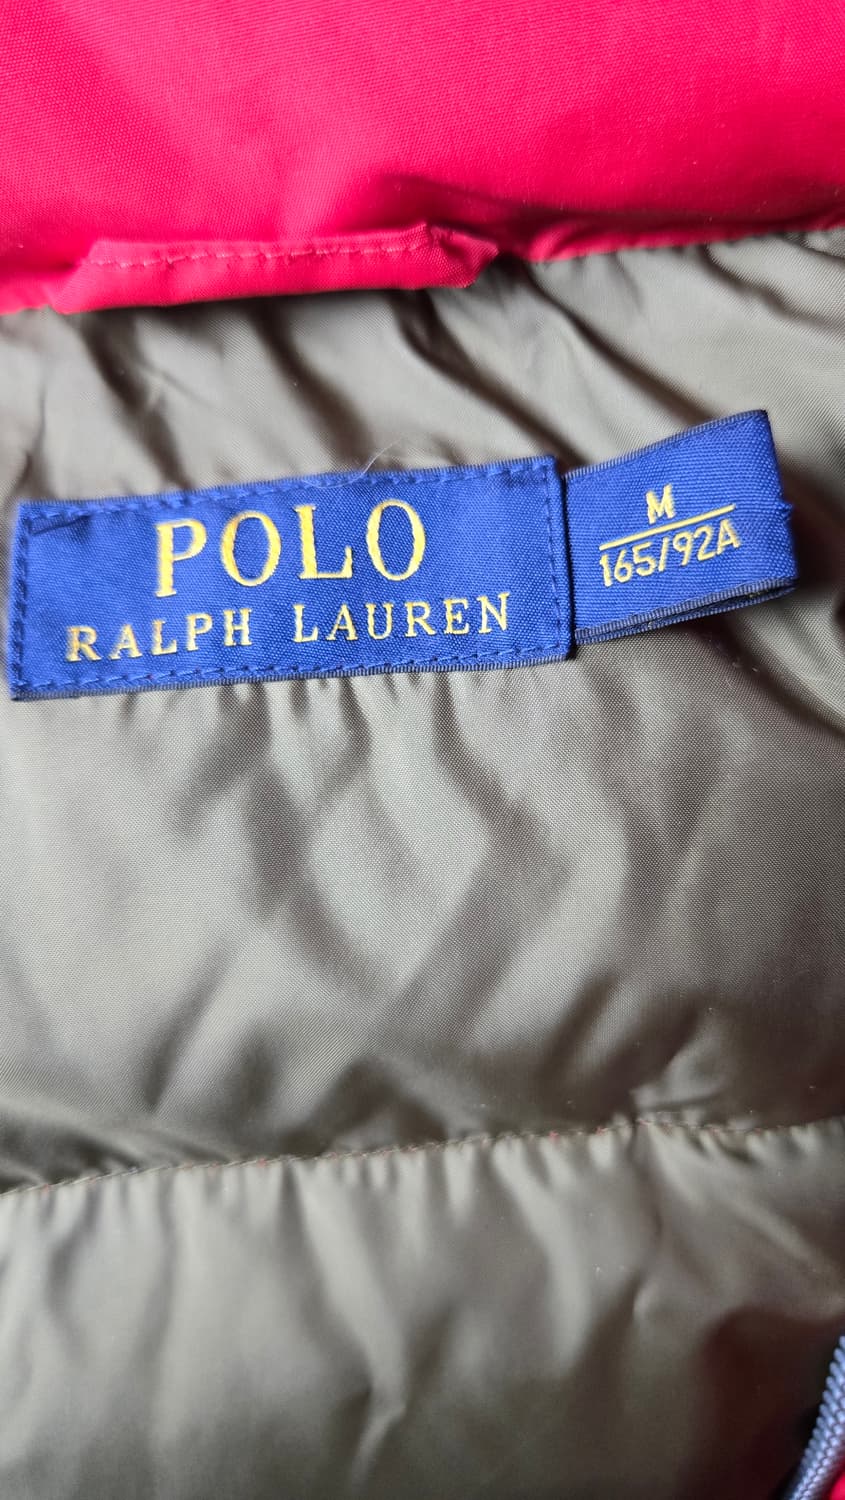 POLO
RALPH LAUREN
M
165/92A